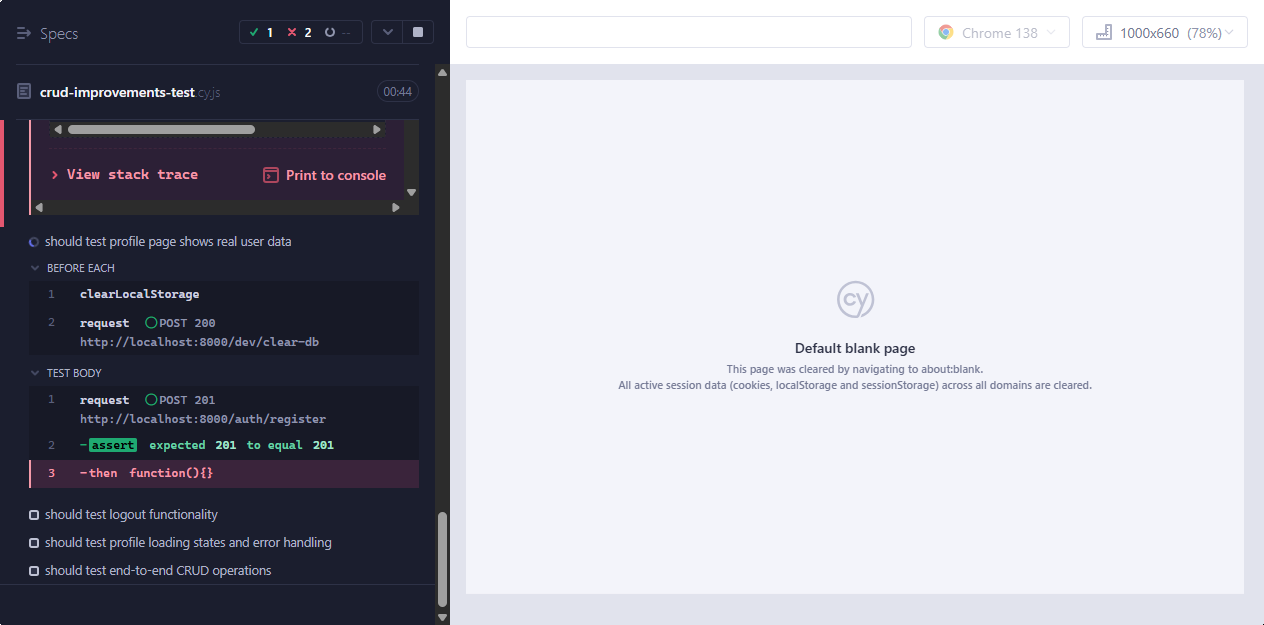 Specs
1 2 --
crud-improvements-test.cy.js 00:44
View stack trace Print to console
should test profile page shows real user data
BEFORE EACH
1 clearLocalStorage
2 request POST 200
http://localhost:8000/dev/clear-db
TEST BODY
1 request POST 201
http://localhost:8000/auth/register
2 -assert expected 201 to equal 201
3 -then function(){}
should test logout functionality
should test profile loading states and error handling
should test end-to-end CRUD operations
Chrome 138
1000x660 (78%)
cy
Default blank page
This page was cleared by navigating to about:blank.
All active session data (cookies, localStorage and sessionStorage) across all domains are cleared.